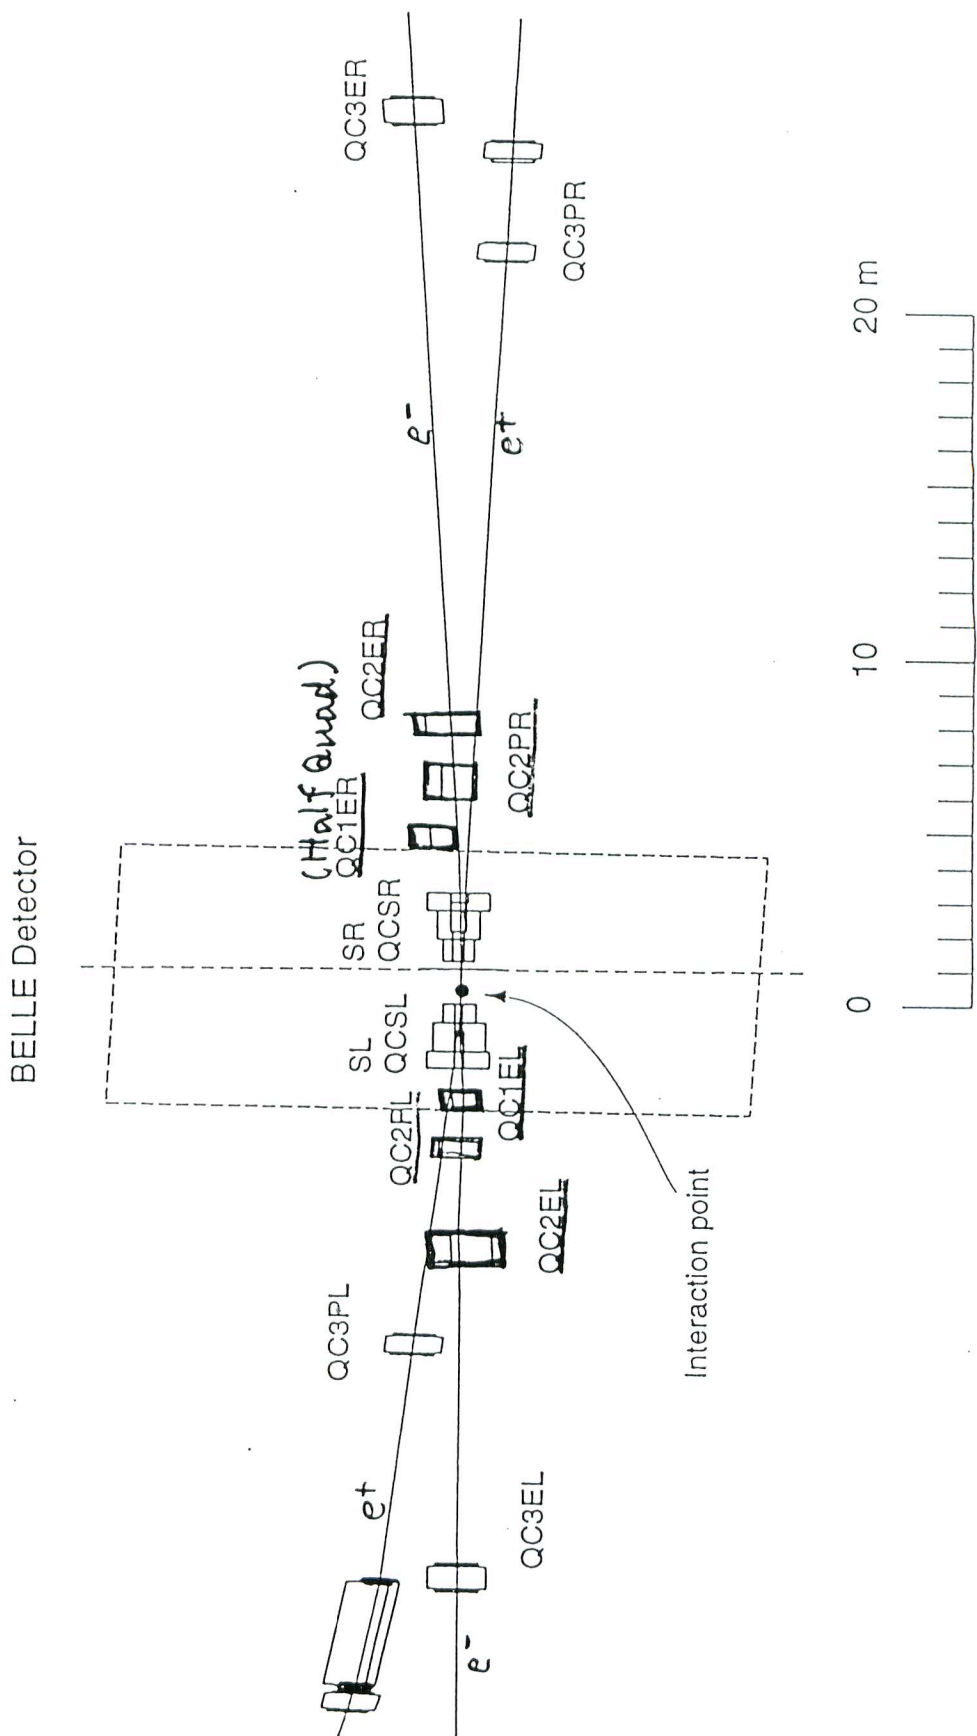 BELLE Detector
QC3PL
QC2PL
SL
QCSL
SR
QCSR
(Half Quad.)
QC1ER
QC2ER
QC3ER
e+
e-
e-
e+
QC3EL
QC2EL
QC1EL
QC2PR
QC3PR
Interaction point
0
10
20 m